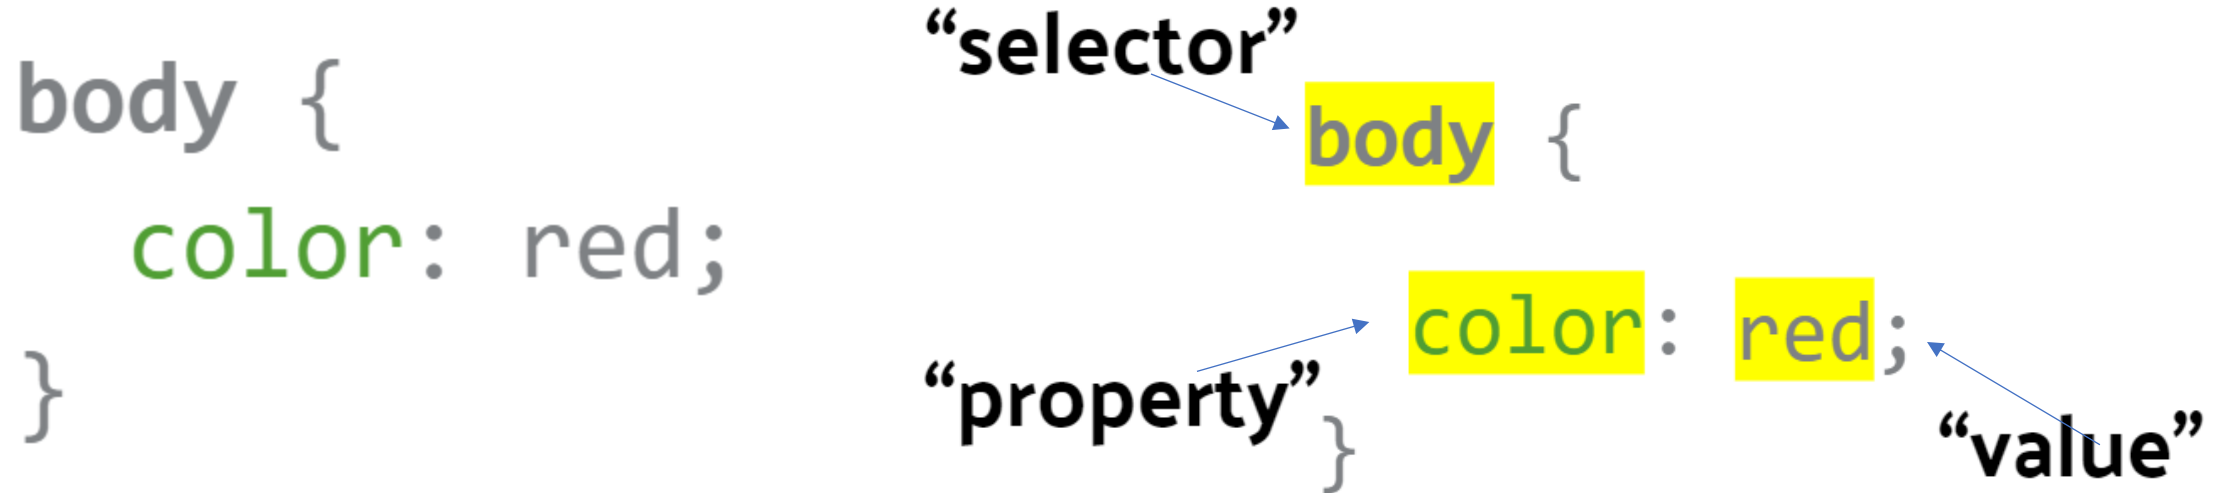 body {
color: red;
}
“selector”
body {
color: red;
“property”
}
“value”